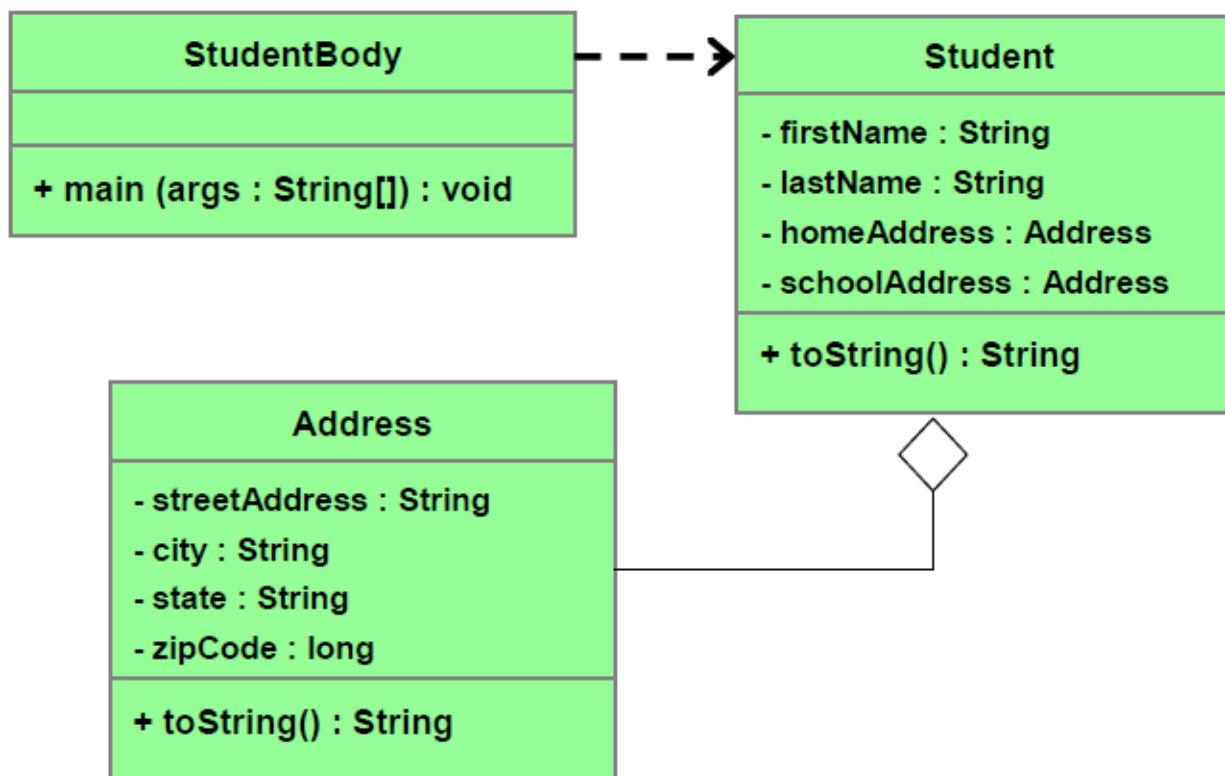 StudentBody
+ main (args : String[]) : void
Student
- firstName : String
- lastName : String
- homeAddress : Address
- schoolAddress : Address
+ toString() : String
Address
- streetAddress : String
- city : String
- state : String
- zipCode : long
+ toString() : String